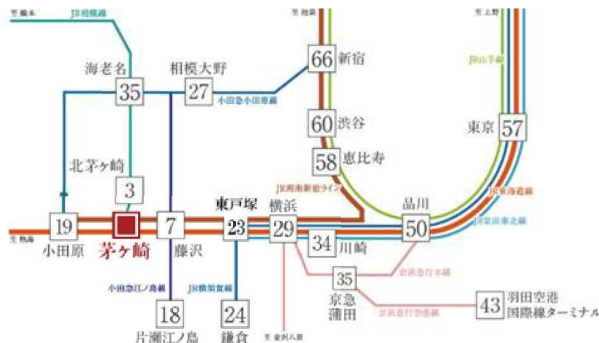 至 橋本
JR相模線
至 池袋
至 上野
66
新宿
JR山手線
海老名
相模大野
35
27
小田急小田原線
60
渋谷
東京
57
58
恵比寿
北茅ヶ崎
3
JR湘南新宿ライン
JR東海道線
東戸塚
横浜
品川
JR京浜東北線
19
7
23
29
34
川崎
50
至 熱海
小田原
茅ヶ崎
藤沢
京浜急行本線
小田急江ノ島線
JR横須賀線
35
京急
蒲田
京浜急行空港線
43
羽田空港
国際線ターミナル
18
24
片瀬江ノ島
鎌倉
至 金沢八景